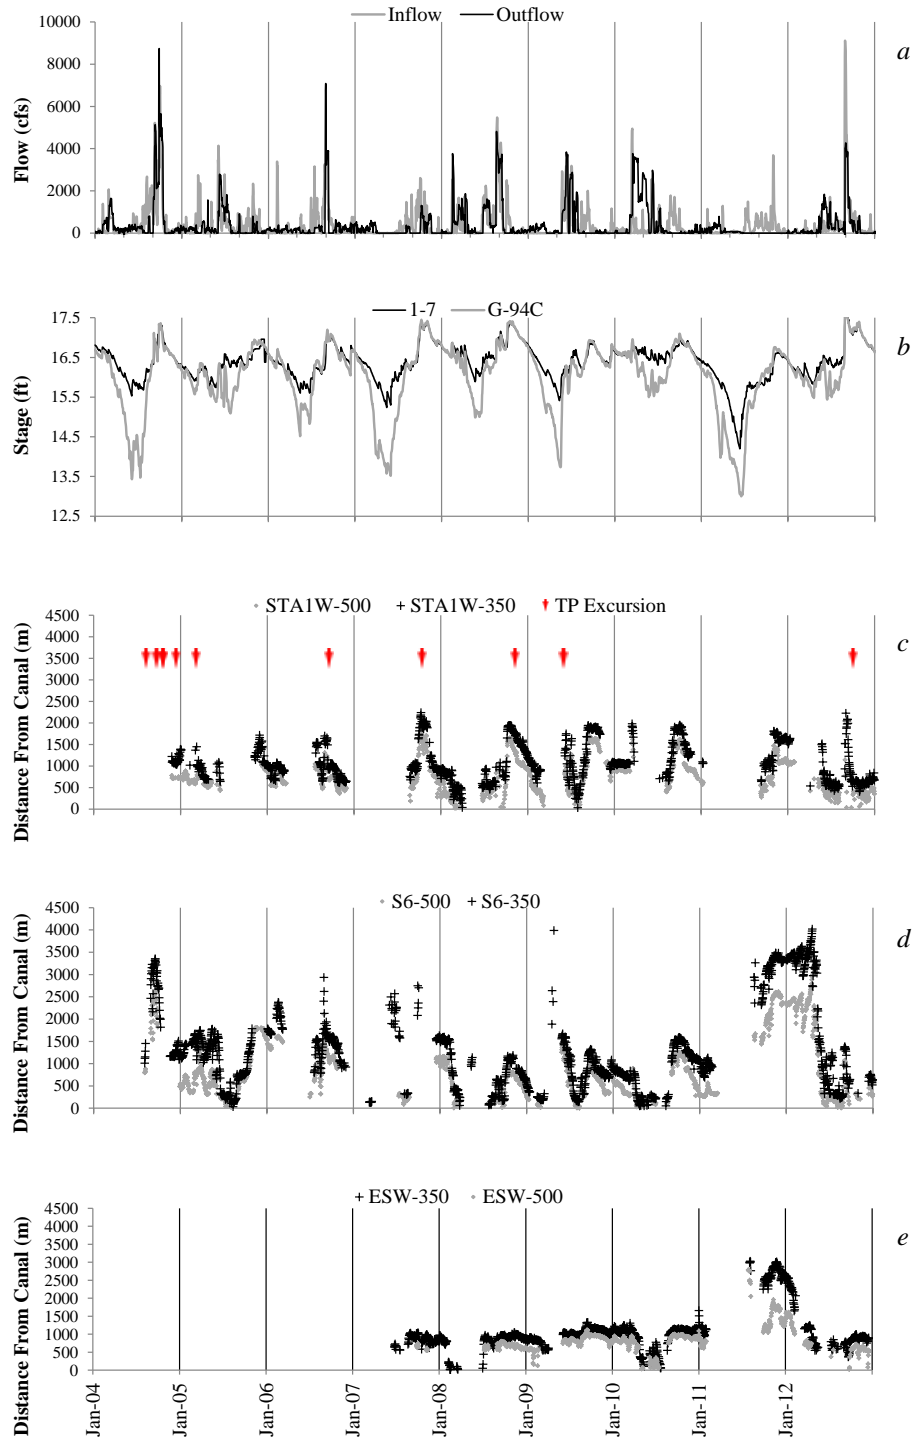 Inflow Outflow
a
10000
8000
6000
4000
2000
0
Flow (cfs)
1-7 G-94C
b
17.5
16.5
15.5
14.5
13.5
12.5
Stage (ft)
STA1W-500 STA1W-350 TP Excursion
c
4500
4000
3500
3000
2500
2000
1500
1000
500
0
Distance From Canal (m)
S6-500 S6-350
d
4500
4000
3500
3000
2500
2000
1500
1000
500
0
Distance From Canal (m)
ESW-350 ESW-500
e
4500
4000
3500
3000
2500
2000
1500
1000
500
0
Distance From Canal (m)
Jan-04
Jan-05
Jan-06
Jan-07
Jan-08
Jan-09
Jan-10
Jan-11
Jan-12